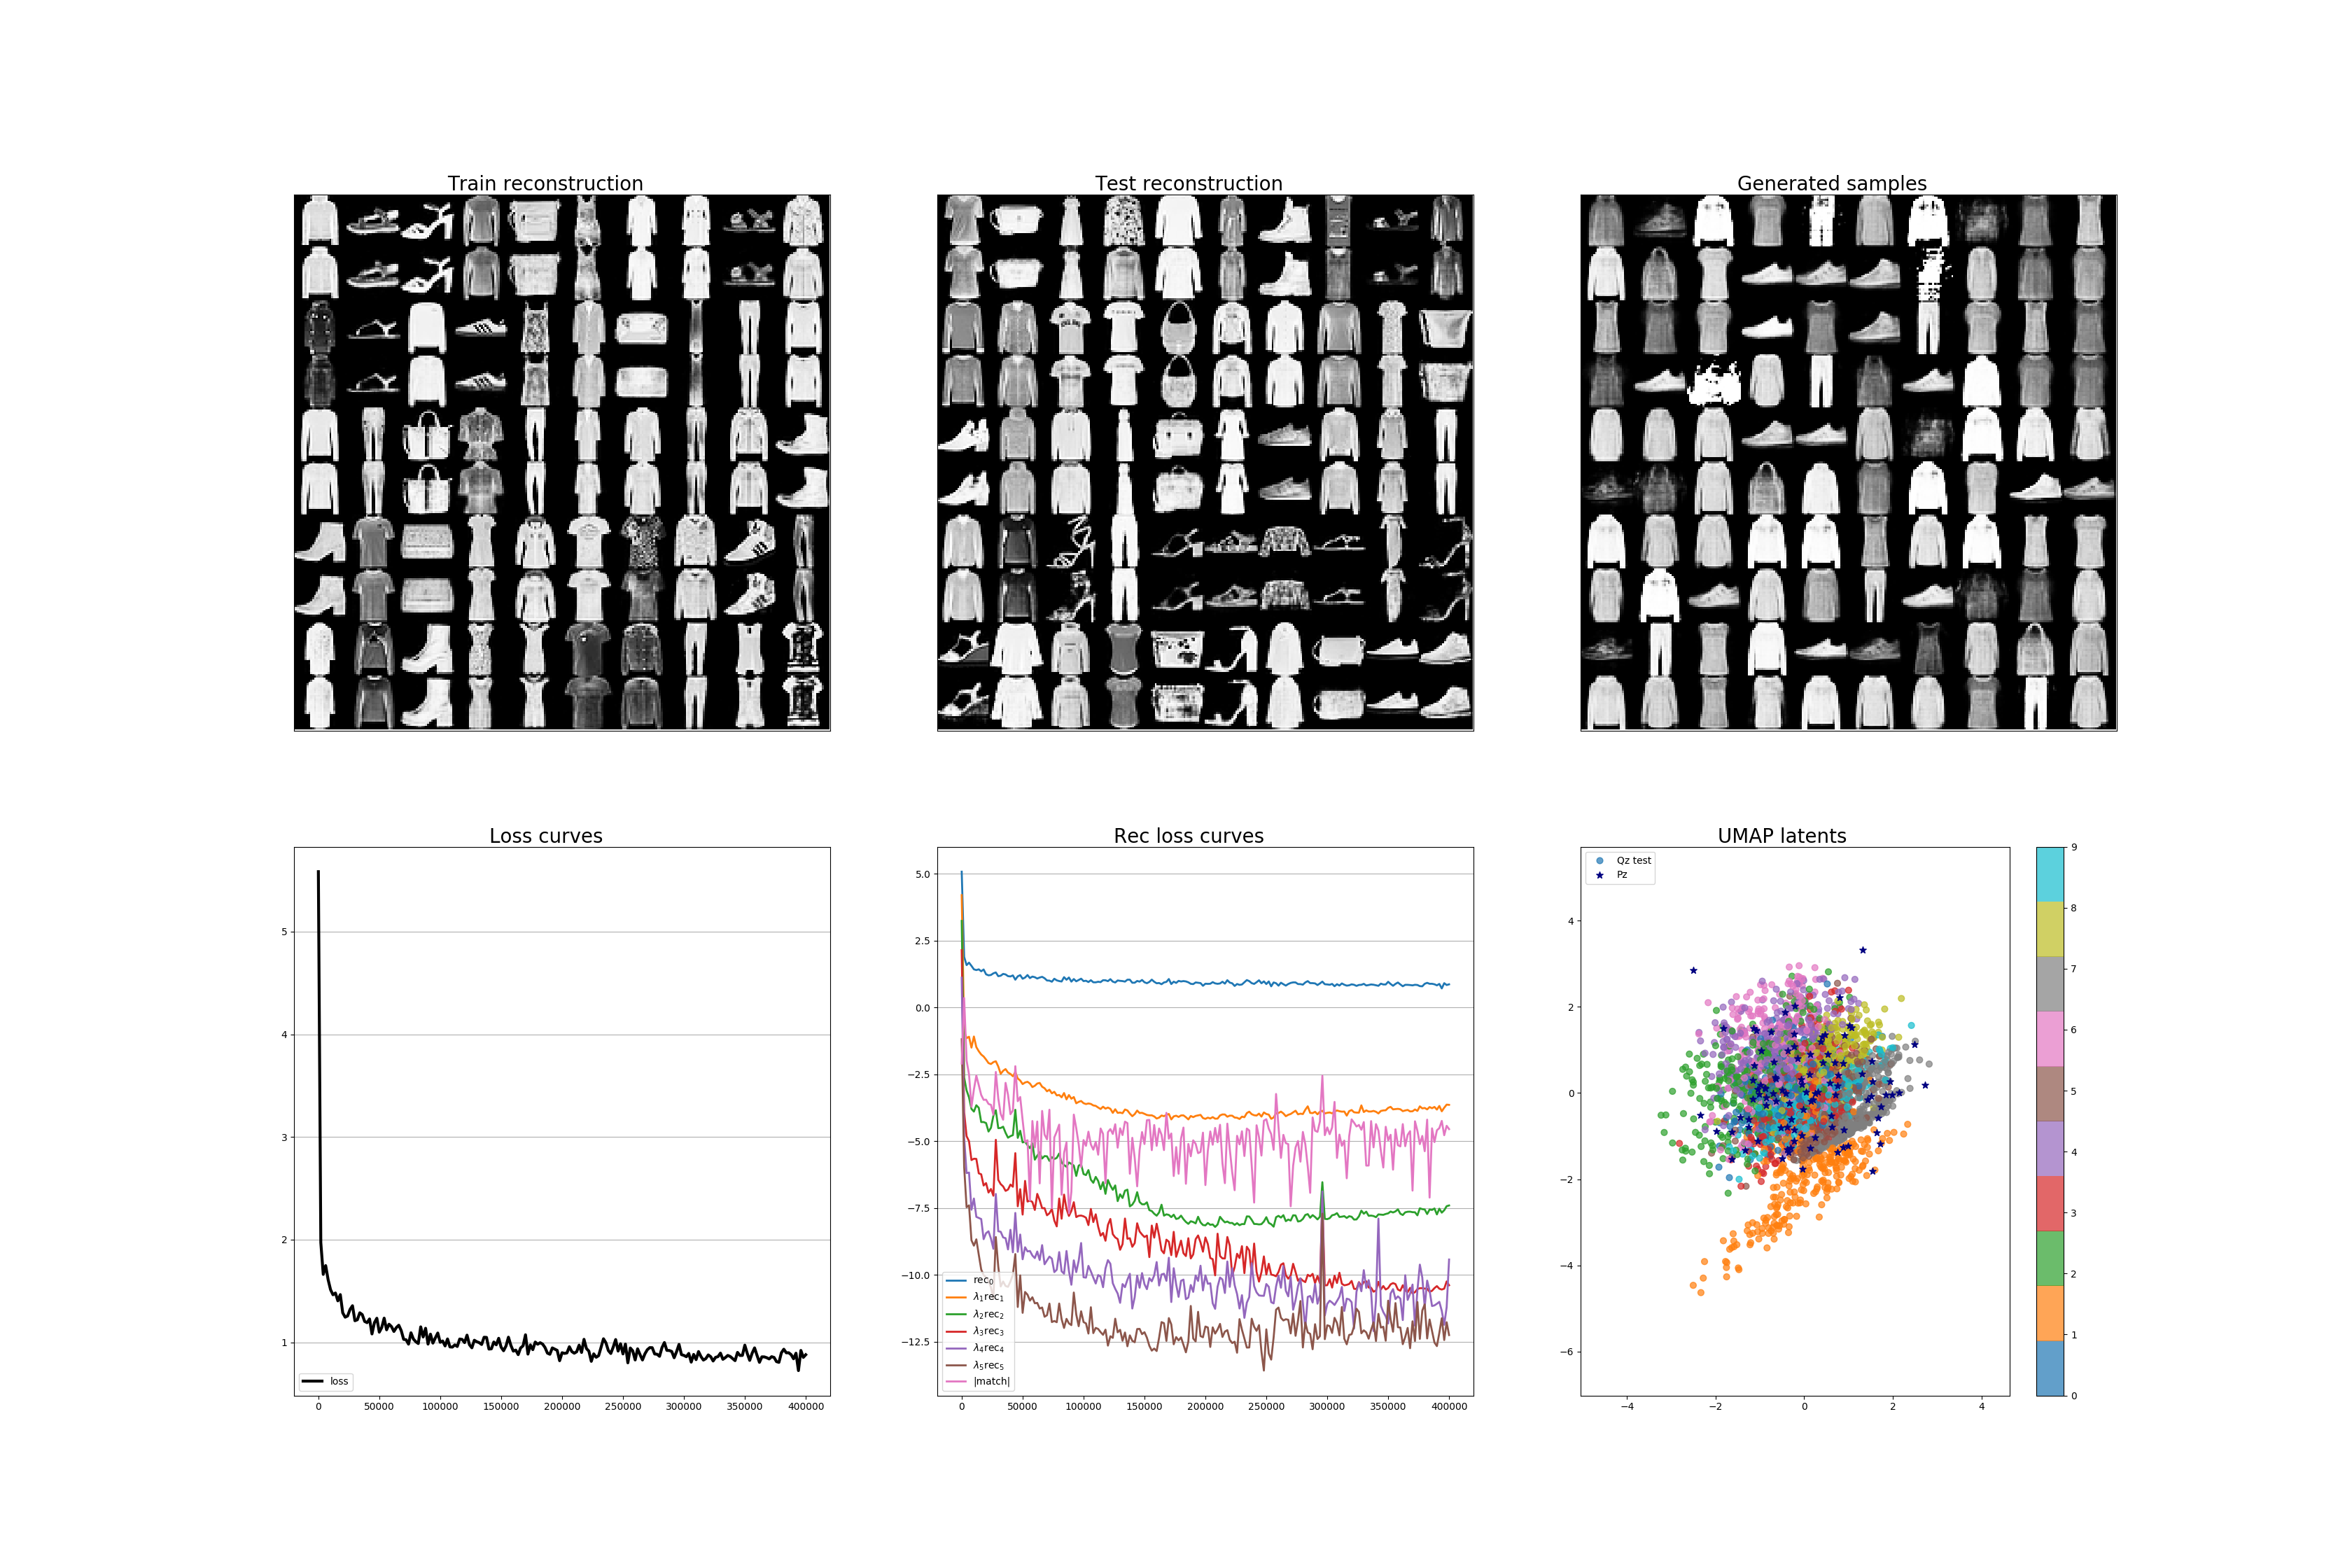 Train reconstruction
Test reconstruction
Generated samples
Loss curves
5
4
3
2
1
loss
0 50000 100000 150000 200000 250000 300000 350000 400000
Rec loss curves
5.0
2.5
0.0
−2.5
−5.0
−7.5
−10.0
−12.5
rec₀
λ₁rec₁
λ₂rec₂
λ₃rec₃
λ₄rec₄
λ₅rec₅
|match|
0 50000 100000 150000 200000 250000 300000 350000 400000
UMAP latents
Qz test
Pz
4
2
0
−2
−4
−6
−4 −2 0 2 4
9
8
7
6
5
4
3
2
1
0